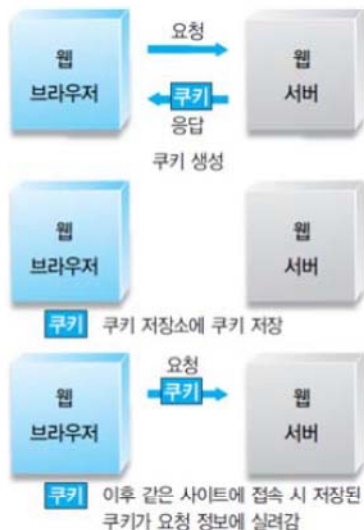 요청
웹
브라우저
웹
서버
쿠키
응답
쿠키 생성
웹
브라우저
웹
서버
쿠키 쿠키 저장소에 쿠키 저장
요청
쿠키
웹
브라우저
웹
서버
쿠키 이후 같은 사이트에 접속 시 저장된
쿠키가 요청 정보에 실려감